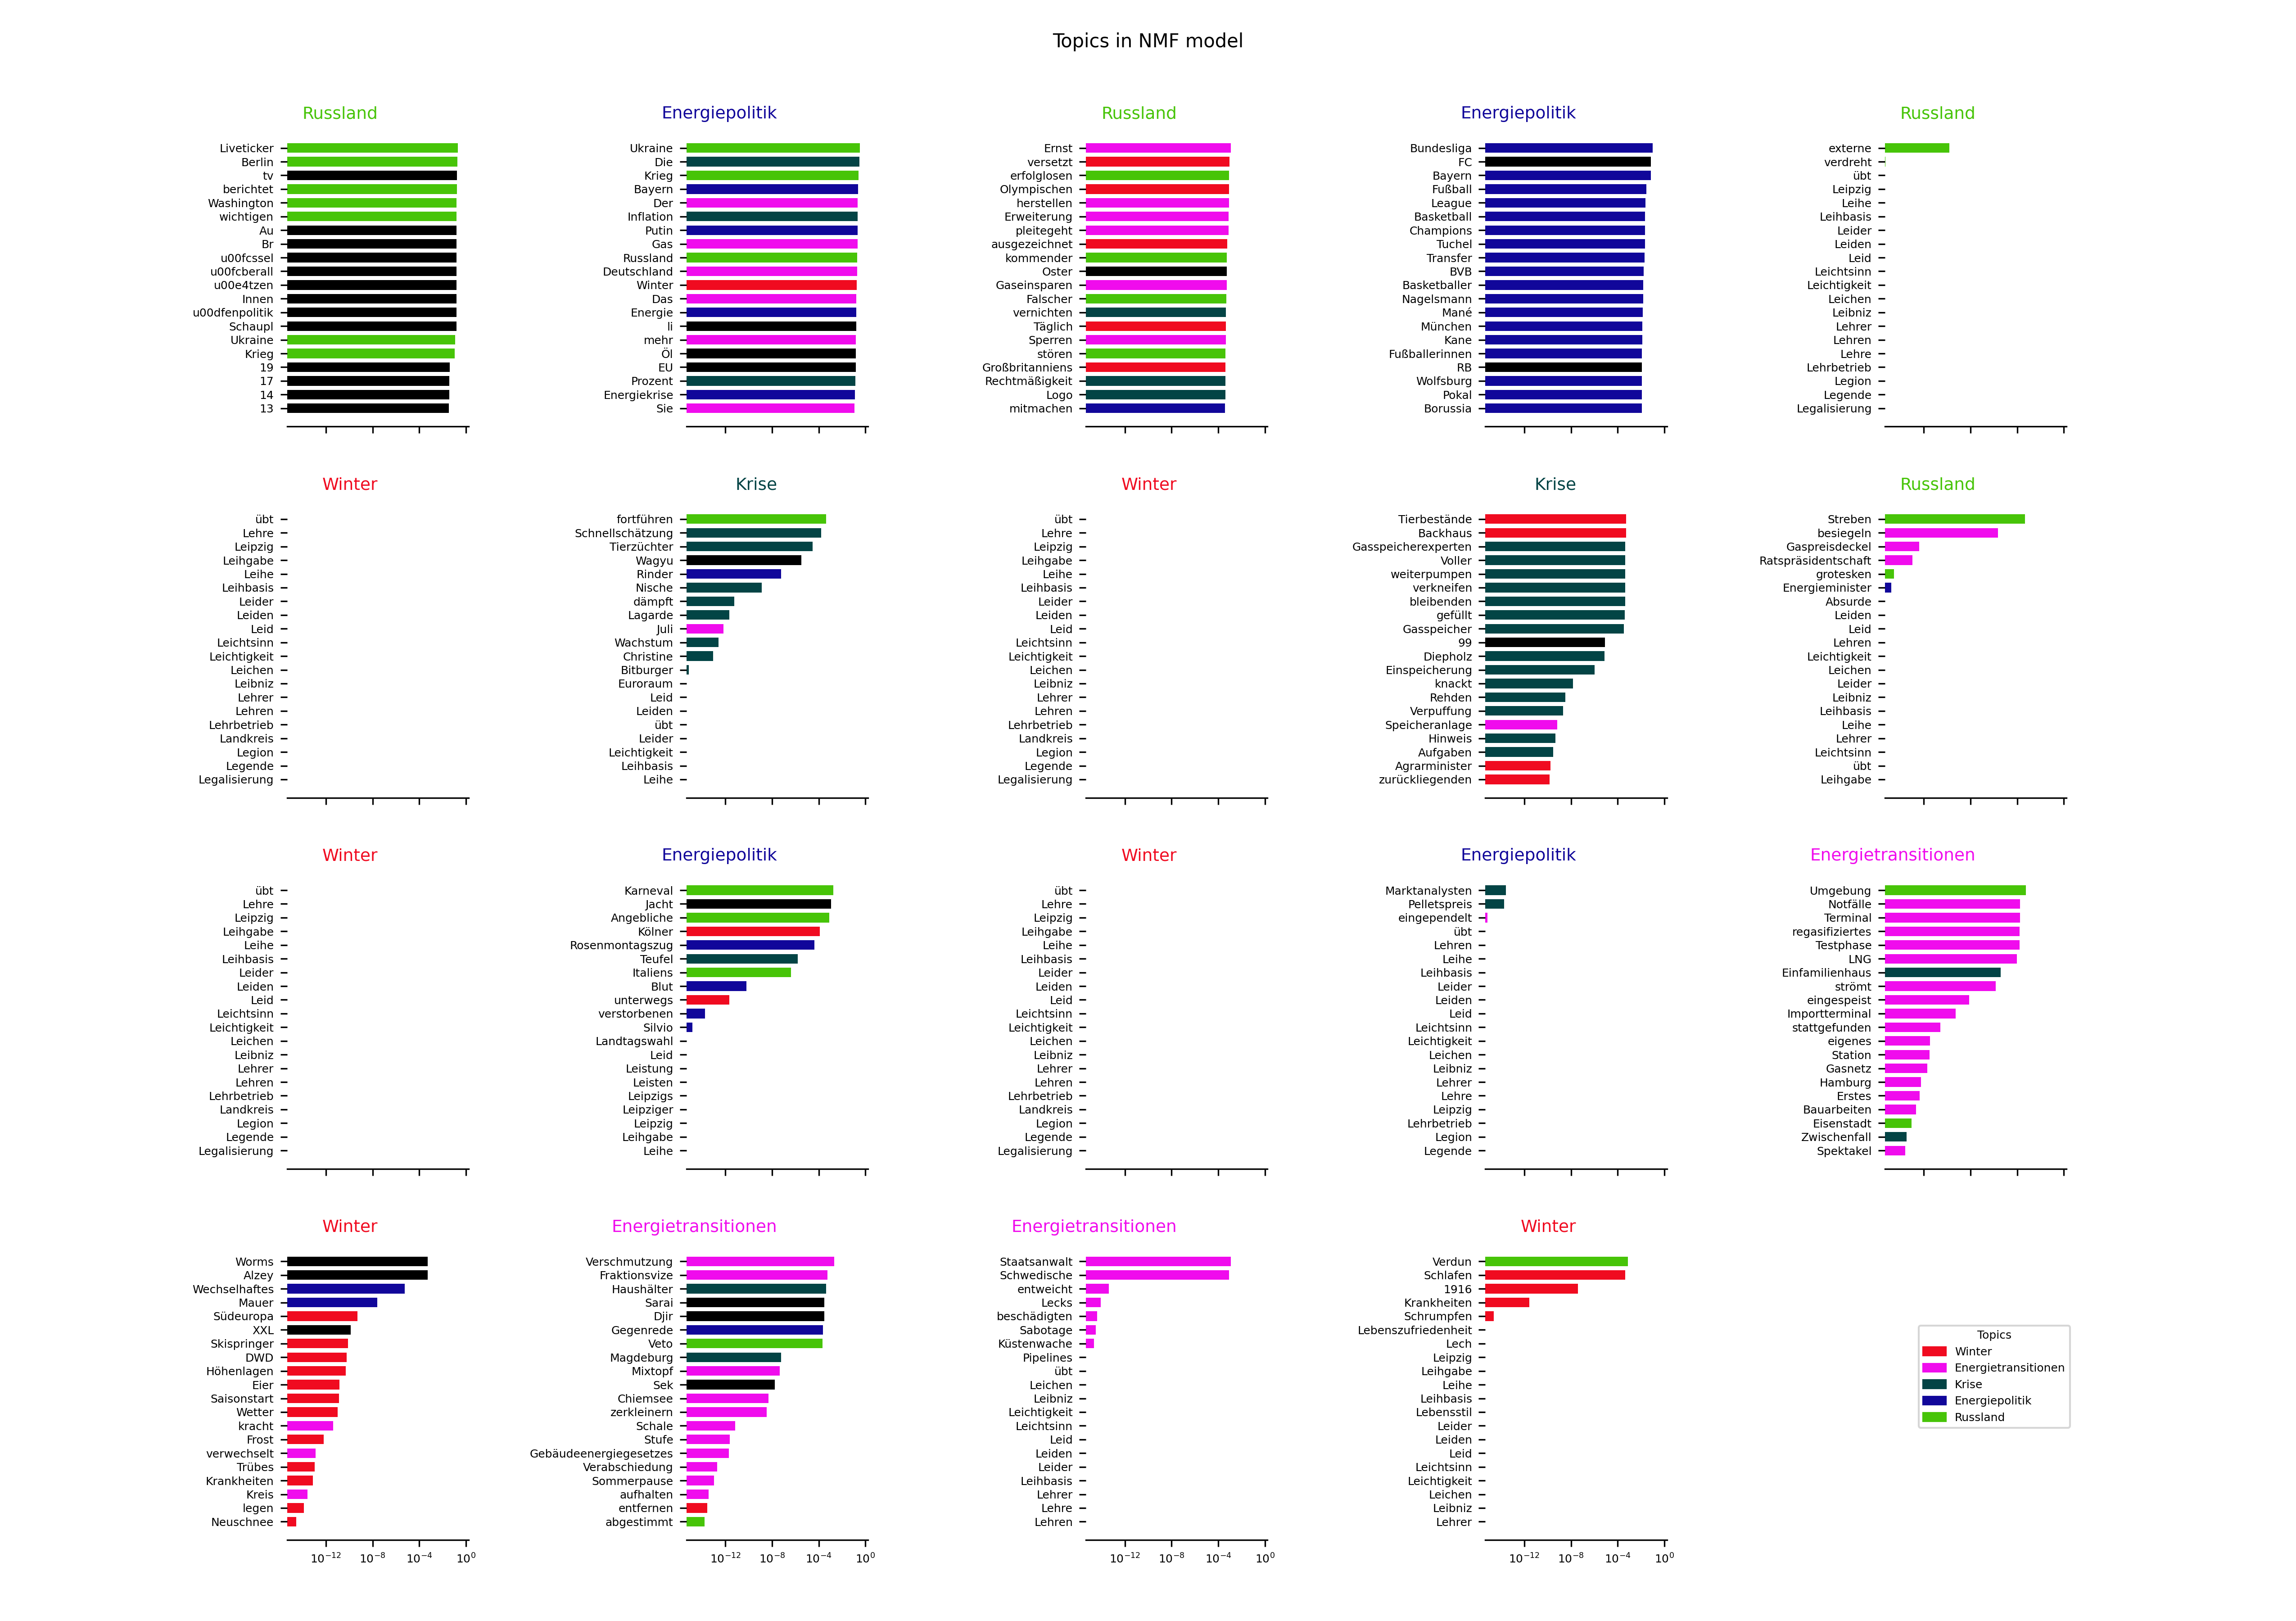 Topics in NMF model
Russland
Liveticker
Berlin
tv
berichtet
Washington
wichtigen
Au
Br
u00fcssel
u00fcberall
u00e4tzen
Innen
u00dfenpolitik
Schaupl
Ukraine
Krieg
19
17
14
13
Energiepolitik
Ukraine
Die
Krieg
Bayern
Der
Inflation
Putin
Gas
Russland
Deutschland
Winter
Das
Energie
li
mehr
Öl
EU
Prozent
Energiekrise
Sie
Russland
Ernst
versetzt
erfolglosen
Olympischen
herstellen
Erweiterung
pleitegeht
ausgezeichnet
kommender
Oster
Gaseinsparen
Falscher
vernichten
Täglich
Sperren
stören
Großbritanniens
Rechtmäßigkeit
Logo
mitmachen
Energiepolitik
Bundesliga
FC
Bayern
Fußball
League
Basketball
Champions
Tuchel
Transfer
BVB
Basketballer
Nagelsmann
Mané
München
Kane
Fußballerinnen
RB
Wolfsburg
Pokal
Borussia
Russland
externe
verdreht
übt
Leipzig
Leihe
Leihbasis
Leider
Leiden
Leid
Leichtsinn
Leichtigkeit
Leichen
Leibniz
Lehrer
Lehren
Lehre
Lehrbetrieb
Legion
Legende
Legalisierung
Winter
übt
Lehre
Leipzig
Leihgabe
Leihe
Leihbasis
Leider
Leiden
Leid
Leichtsinn
Leichtigkeit
Leichen
Leibniz
Lehrer
Lehren
Lehrbetrieb
Landkreis
Legion
Legende
Legalisierung
Krise
fortführen
Schnellschätzung
Tierzüchter
Wagyu
Rinder
Nische
dämpft
Lagarde
Juli
Wachstum
Christine
Bitburger
Euroraum
Leid
Leiden
übt
Leider
Leichtigkeit
Leihbasis
Leihe
Winter
übt
Lehre
Leipzig
Leihgabe
Leihe
Leihbasis
Leider
Leiden
Leid
Leichtsinn
Leichtigkeit
Leichen
Leibniz
Lehrer
Lehren
Lehrbetrieb
Landkreis
Legion
Legende
Legalisierung
Krise
Tierbestände
Backhaus
Gasspeicherexperten
Voller
weiterpumpen
verkneifen
bleibenden
gefüllt
Gasspeicher
99
Diepholz
Einspeicherung
knackt
Rehden
Verpuffung
Speicheranlage
Hinweis
Aufgaben
Agrarminister
zurückliegenden
Russland
Streben
besiegeln
Gaspreisdeckel
Ratspräsidentschaft
grotesken
Energieminister
Absurde
Leiden
Leid
Lehren
Leichtigkeit
Leichen
Leider
Leibniz
Leihbasis
Leihe
Lehrer
Leichtsinn
übt
Leihgabe
Winter
übt
Lehre
Leipzig
Leihgabe
Leihe
Leihbasis
Leider
Leiden
Leid
Leichtsinn
Leichtigkeit
Leichen
Leibniz
Lehrer
Lehren
Lehrbetrieb
Landkreis
Legion
Legende
Legalisierung
Energiepolitik
Karneval
Jacht
Angebliche
Kölner
Rosenmontagszug
Teufel
Italiens
Blut
unterwegs
verstorbenen
Silvio
Landtagswahl
Leid
Leistung
Leisten
Leipzigs
Leipziger
Leipzig
Leihgabe
Leihe
Winter
übt
Lehre
Leipzig
Leihgabe
Leihe
Leihbasis
Leider
Leiden
Leid
Leichtsinn
Leichtigkeit
Leichen
Leibniz
Lehrer
Lehren
Lehrbetrieb
Landkreis
Legion
Legende
Legalisierung
Energiepolitik
Marktanalysten
Pelletspreis
eingependelt
übt
Lehren
Leihe
Leihbasis
Leider
Leiden
Leid
Leichtsinn
Leichtigkeit
Leichen
Leibniz
Lehrer
Lehre
Leipzig
Lehrbetrieb
Legion
Legende
Energietransitionen
Umgebung
Notfälle
Terminal
regasifiziertes
Testphase
LNG
Einfamilienhaus
strömt
eingespeist
Importterminal
stattgefunden
eigenes
Station
Gasnetz
Hamburg
Erstes
Bauarbeiten
Eisenstadt
Zwischenfall
Spektakel
Winter
Worms
Alzey
Wechselhaftes
Mauer
Südeuropa
XXL
Skispringer
DWD
Höhenlagen
Eier
Saisonstart
Wetter
kracht
Frost
verwechselt
Trübes
Krankheiten
Kreis
legen
Neuschnee
10⁻¹² 10⁻⁸ 10⁻⁴ 10⁰
Energietransitionen
Verschmutzung
Fraktionsvize
Haushälter
Sarai
Djir
Gegenrede
Veto
Magdeburg
Mixtopf
Sek
Chiemsee
zerkleinern
Schale
Stufe
Gebäudeenergiegesetzes
Verabschiedung
Sommerpause
aufhalten
entfernen
abgestimmt
10⁻¹² 10⁻⁸ 10⁻⁴ 10⁰
Energietransitionen
Staatsanwalt
Schwedische
entweicht
Lecks
beschädigten
Sabotage
Küstenwache
Pipelines
übt
Leichen
Leibniz
Leichtigkeit
Leichtsinn
Leid
Leiden
Leider
Leihbasis
Lehrer
Lehre
Lehren
10⁻¹² 10⁻⁸ 10⁻⁴ 10⁰
Winter
Verdun
Schlafen
1916
Krankheiten
Schrumpfen
Lebenszufriedenheit
Lech
Leipzig
Leihgabe
Leihe
Leihbasis
Lebensstil
Leider
Leiden
Leid
Leichtsinn
Leichtigkeit
Leichen
Leibniz
Lehrer
10⁻¹² 10⁻⁸ 10⁻⁴ 10⁰
Topics
Winter
Energietransitionen
Krise
Energiepolitik
Russland